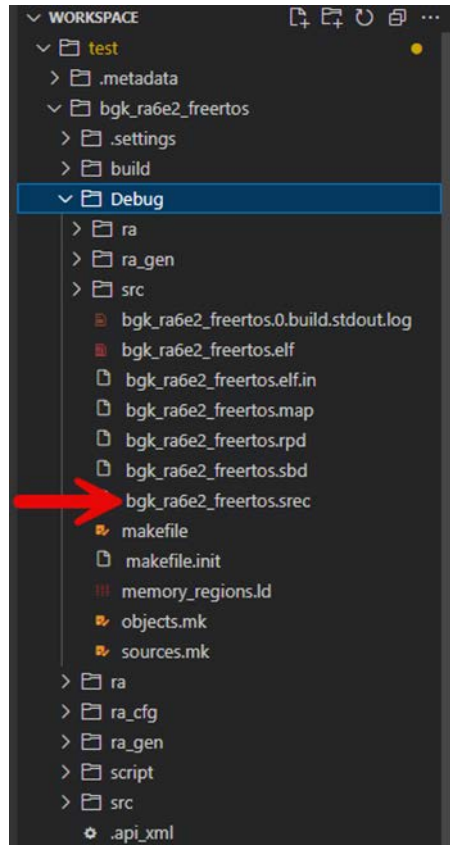 WORKSPACE
test
.metadata
bgk_ra6e2_freertos
.settings
build
Debug
ra
ra_gen
src
bgk_ra6e2_freertos.0.build.stdout.log
bgk_ra6e2_freertos.elf
bgk_ra6e2_freertos.elf.in
bgk_ra6e2_freertos.map
bgk_ra6e2_freertos.rpd
bgk_ra6e2_freertos.sbd
bgk_ra6e2_freertos.srec
makefile
makefile.init
memory_regions.ld
objects.mk
sources.mk
ra
ra_cfg
ra_gen
script
src
.api_xml